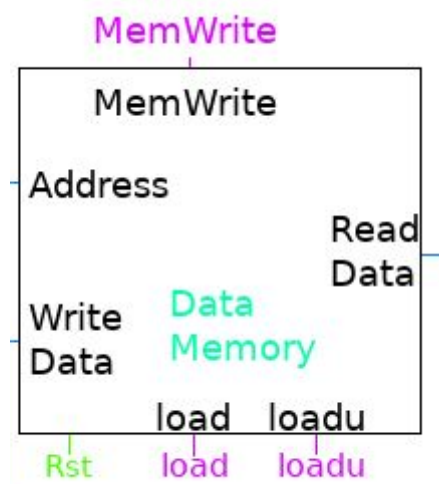 MemWrite
MemWrite
Address
Read
Data
Write
Data
Data
Memory
load loadu
Rst load loadu